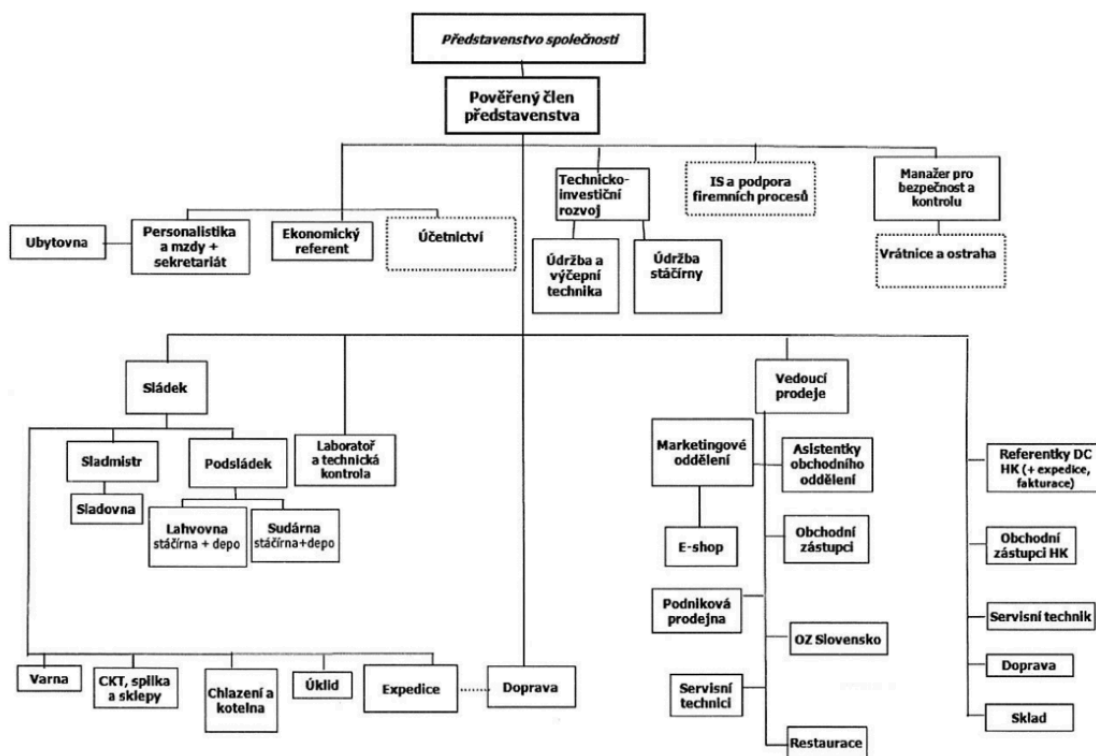 Představenstvo společnosti
Pověřený člen
představenstva
Technicko-
investiční
rozvoj
IS a podpora
firemních procesů
Manažer pro
bezpečnost a
kontrolu
Ubytovna
Personalistika
a mzdy +
sekretariát
Ekonomický
referent
Účetnictví
Údržba a
výčepní
technika
Údržba
stáčírny
Vrátnice a ostraha
Sládek
Vedoucí
prodeje
Sladmistr
Podsládek
Laboratoř
a technická
kontrola
Marketingové
oddělení
Asistentky
obchodního
oddělení
Referentky DC
HK (+ expedice,
fakturace)
Sladovna
Lahvovna
stáčírna + depo
Sudárna
stáčírna+depo
E-shop
Obchodní
zástupci
Obchodní
zástupci HK
Podniková
prodejna
Servisní technik
OZ Slovensko
Varna
CKT, spilka
a sklepy
Chlazení a
kotelna
Úklid
Expedice
Doprava
Servisní
technici
Doprava
Restaurace
Sklad